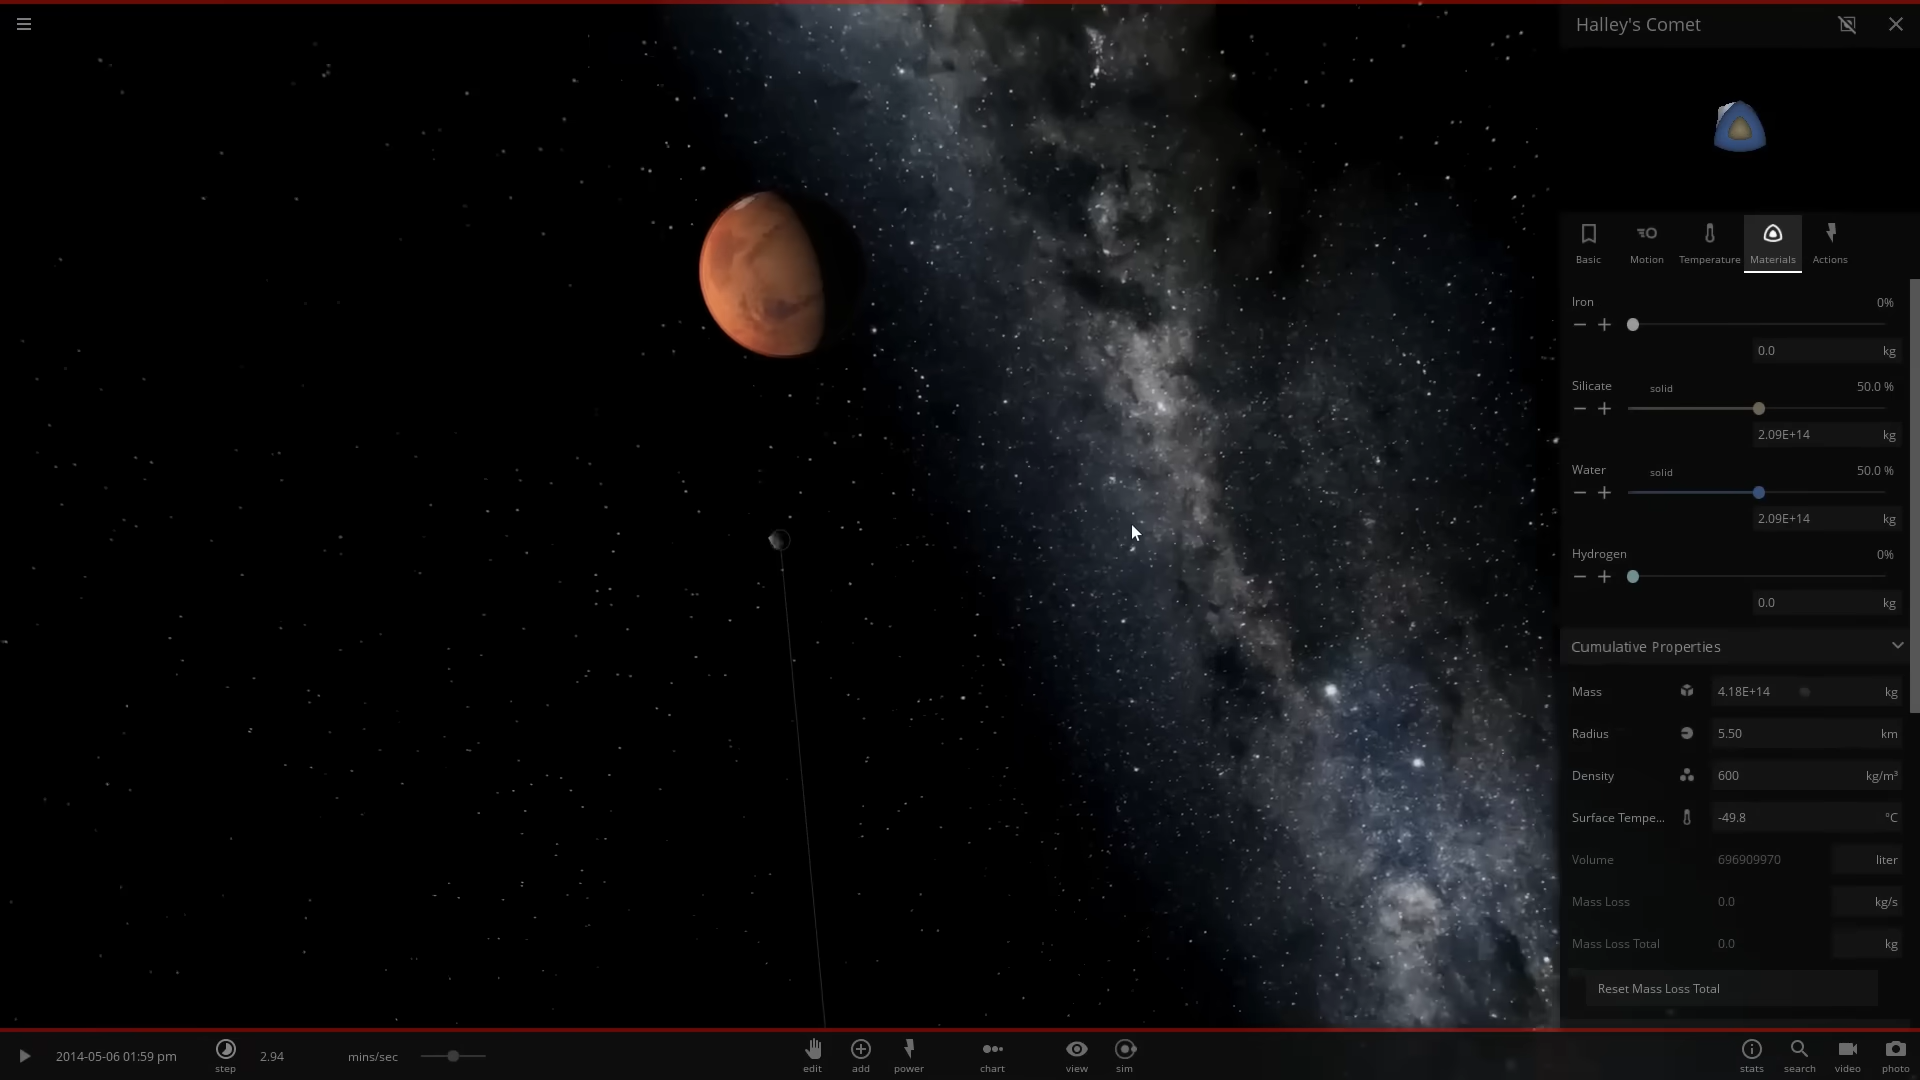 Halley's Comet
Basic Motion Temperature Materials Actions
Iron 0%
0.0 kg
Silicate solid 50.0 %
2.09E+14 kg
Water solid 50.0 %
2.09E+14 kg
Hydrogen 0%
0.0 kg
Cumulative Properties
Mass 4.18E+14 kg
Radius 5.50 km
Density 600 kg/m³
Surface Tempe... -49.8 °C
Volume 696909970 liter
Mass Loss 0.0 kg/s
Mass Loss Total 0.0 kg
Reset Mass Loss Total
2014-05-06 01:59 pm step 2.94 mins/sec edit add power chart view sim stats search video photo